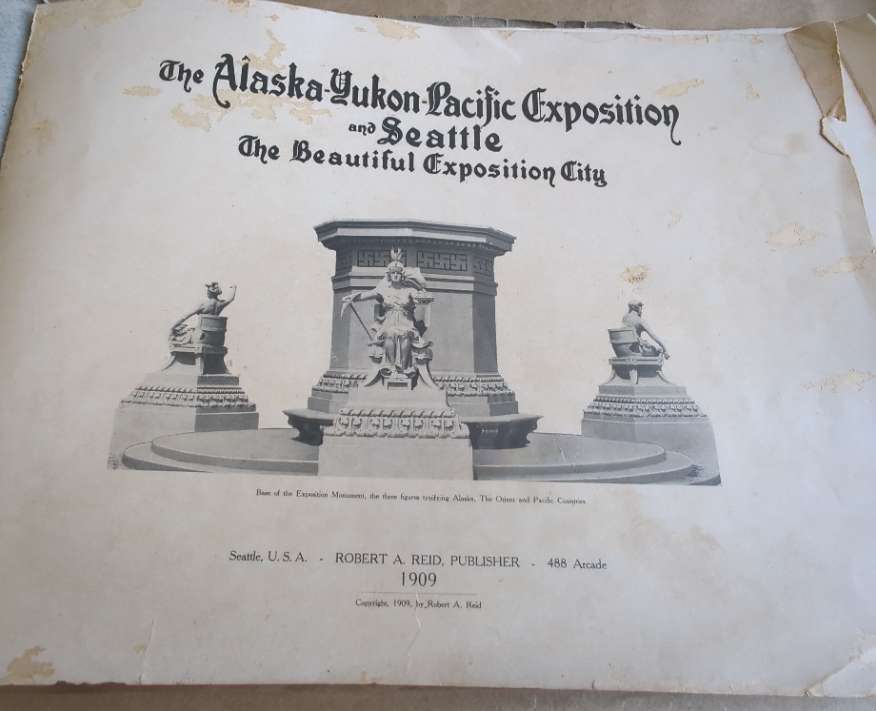 The Alaska-Yukon-Pacific Exposition
and Seattle
The Beautiful Exposition City
Base of the Exposition Monument, the three figures typifying Alaska, The Orient and Pacific Countries
Seattle, U. S. A. - ROBERT A. REID, PUBLISHER - 488 Arcade
1909
Copyright, 1909, by Robert A. Reid